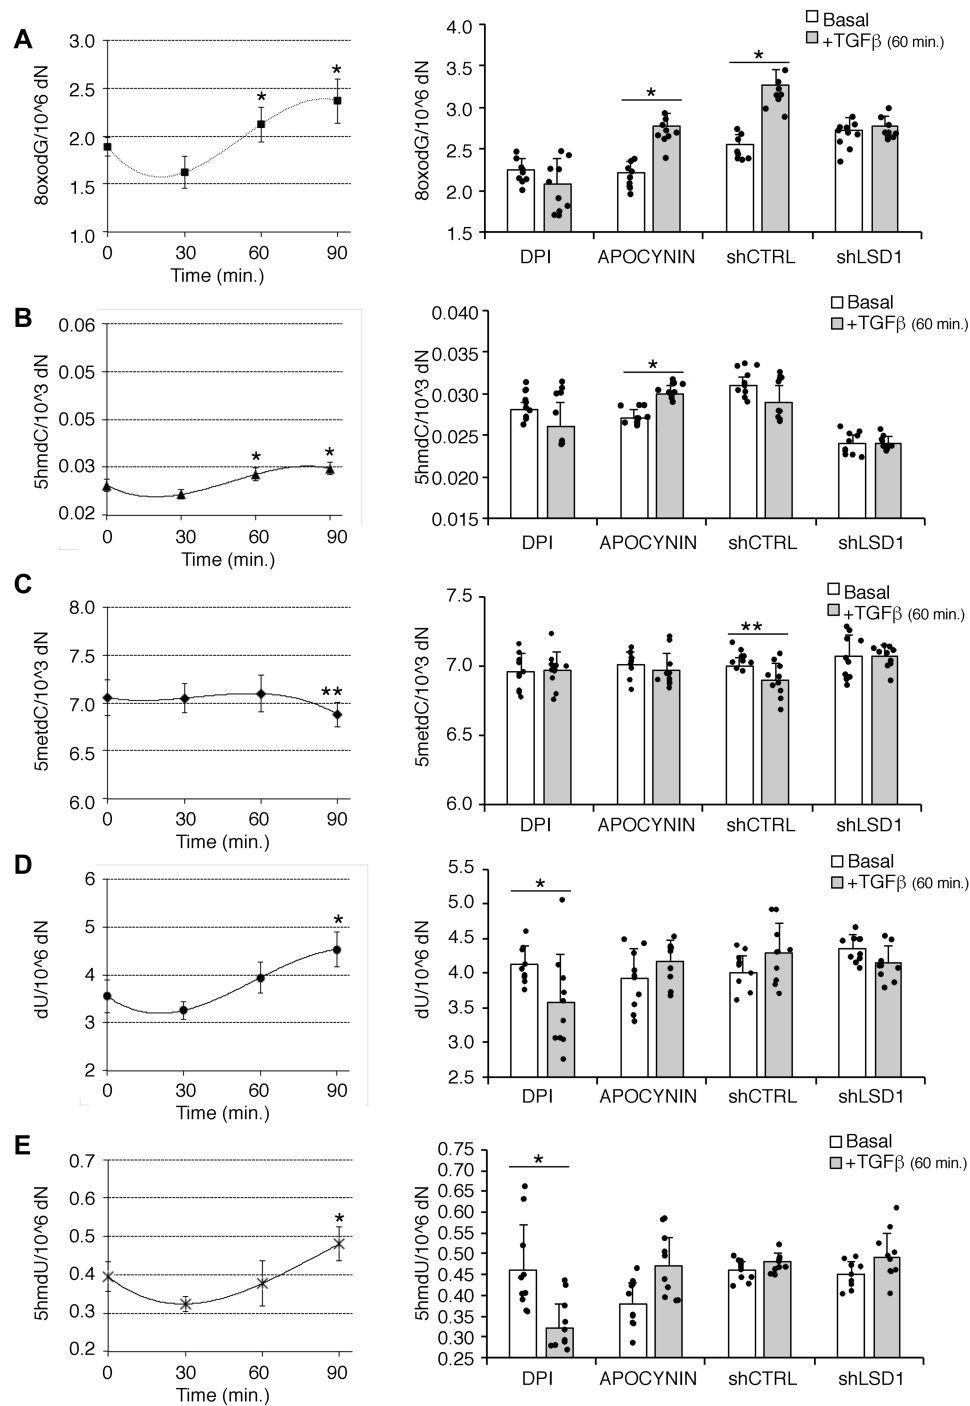 A
8oxodG/10^6 dN
3.0
2.5
2.0
1.5
1.0
*
*
0 30 60 90
Time (min.)
8oxodG/10^6 dN
4.0
3.5
3.0
2.5
2.0
1.5
Basal
+TGFβ (60 min.)
*
*
DPI APOCYNIN shCTRL shLSD1
B
5hmdC/10^3 dN
0.06
0.05
0.05
0.03
0.02
*
*
0 30 60 90
Time (min.)
5hmdC/10^3 dN
0.040
0.035
0.030
0.025
0.020
0.015
Basal
+TGFβ (60 min.)
*
DPI APOCYNIN shCTRL shLSD1
C
5metdC/10^3 dN
8.0
7.5
7.0
6.5
6.0
**
0 30 60 90
Time (min.)
5metdC/10^3 dN
7.5
7.0
6.5
6.0
Basal
+TGFβ (60 min.)
**
DPI APOCYNIN shCTRL shLSD1
D
dU/10^6 dN
6
5
4
3
2
*
0 30 60 90
Time (min.)
dU/10^6 dN
5.5
5.0
4.5
4.0
3.5
3.0
2.5
Basal
+TGFβ (60 min.)
*
DPI APOCYNIN shCTRL shLSD1
E
5hmdU/10^6 dN
0.7
0.6
0.5
0.4
0.3
0.2
*
0 30 60 90
Time (min.)
5hmdU/10^6 dN
0.75
0.70
0.65
0.60
0.55
0.50
0.45
0.40
0.35
0.30
0.25
Basal
+TGFβ (60 min.)
*
DPI APOCYNIN shCTRL shLSD1